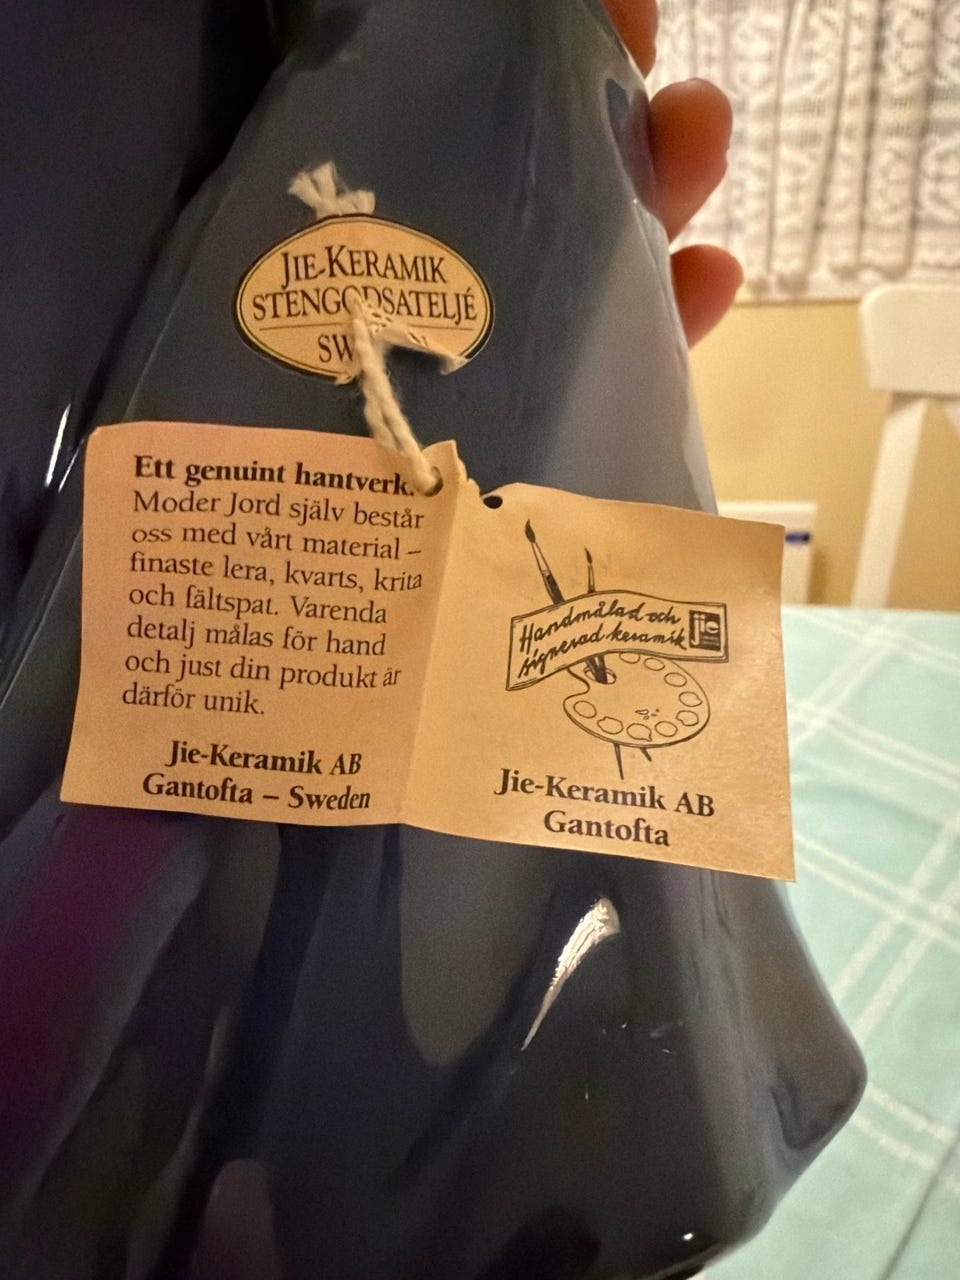 JIE-KERAMIK
STENGODSATELJÉ
Ett genuint hantverk.
Moder Jord själv består
oss med vårt material –
finaste lera, kvarts, krita
och fältspat. Varenda
detalj målas för hand
och just din produkt är
därför unik.
Jie-Keramik AB
Gantofta – Sweden
Handmålad och
signerad keramik
jie
Jie-Keramik AB
Gantofta